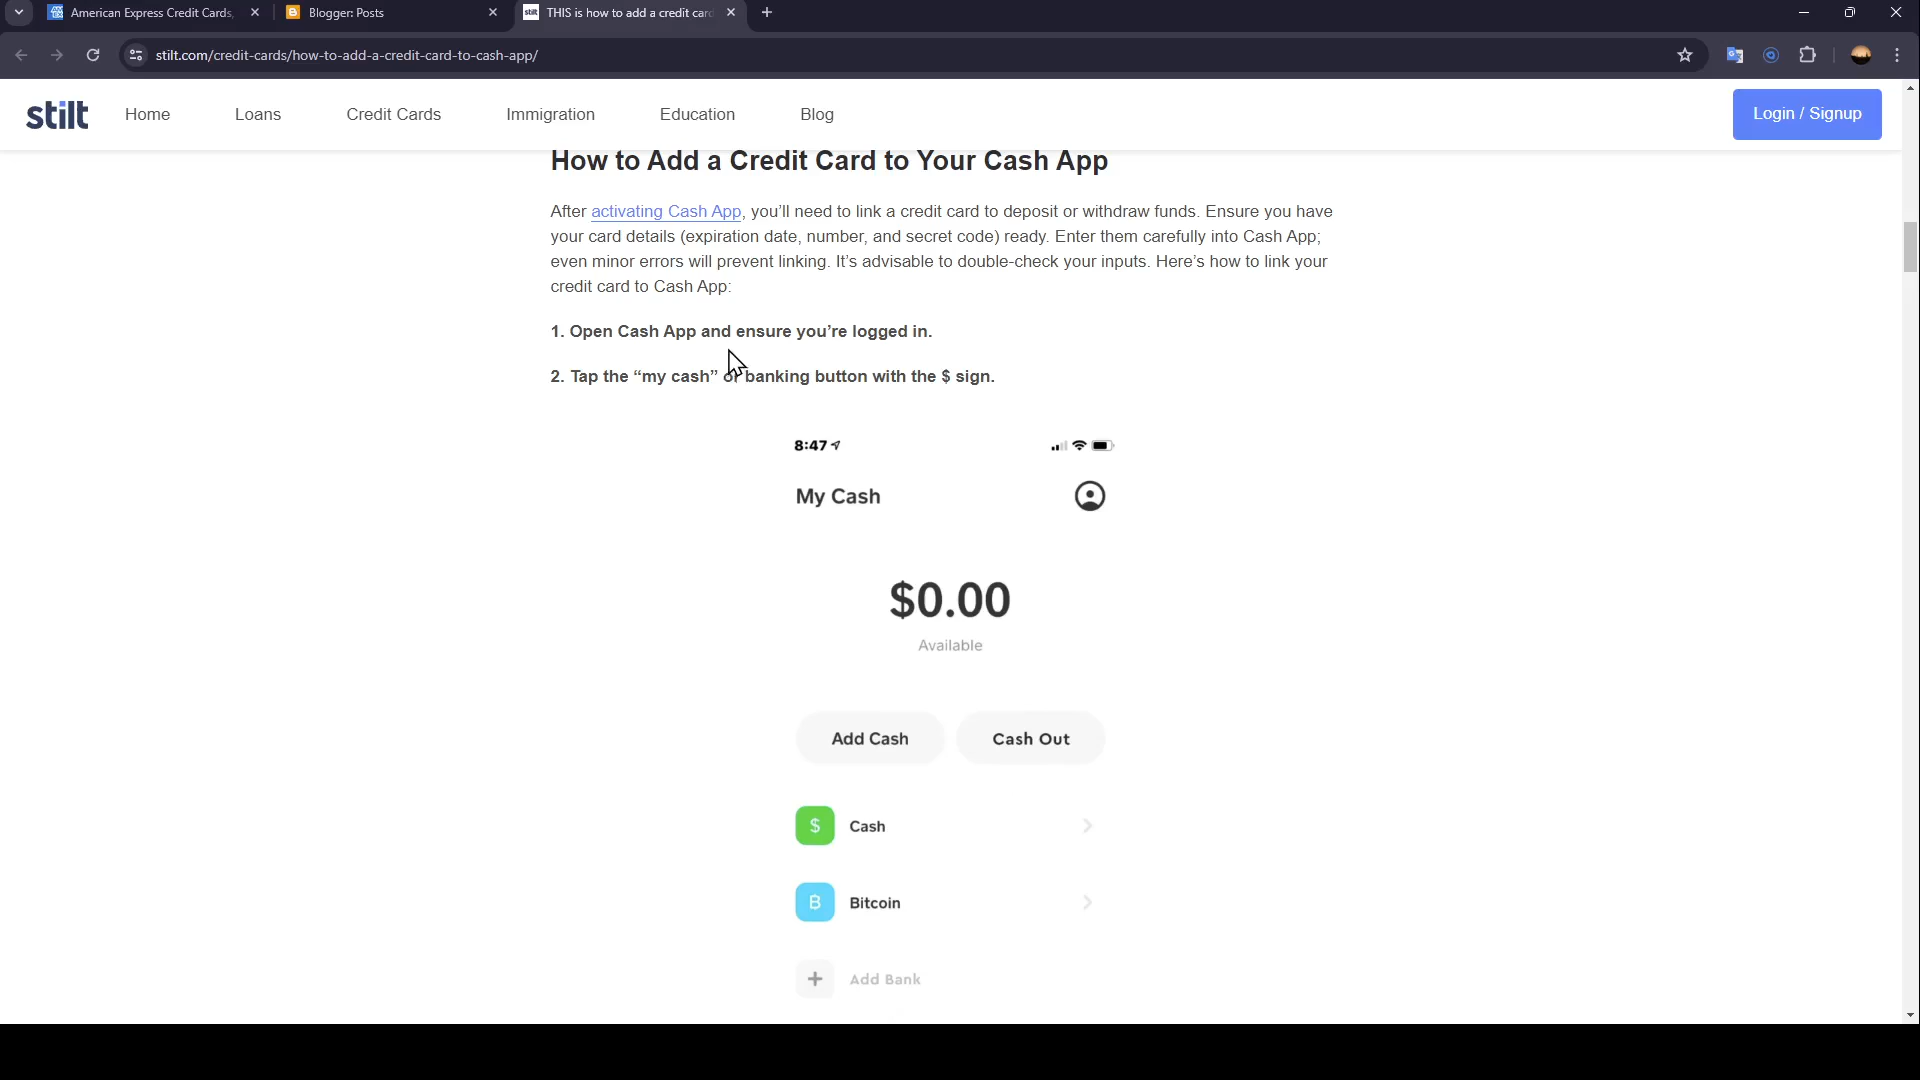 American Express Credit Cards,
Blogger: Posts
stilt
THIS is how to add a credit card
stilt.com/credit-cards/how-to-add-a-credit-card-to-cash-app/
stilt
Home
Loans
Credit Cards
Immigration
Education
Blog
Login / Signup
How to Add a Credit Card to Your Cash App
After activating Cash App, you’ll need to link a credit card to deposit or withdraw funds. Ensure you have
your card details (expiration date, number, and secret code) ready. Enter them carefully into Cash App;
even minor errors will prevent linking. It’s advisable to double-check your inputs. Here’s how to link your
credit card to Cash App:
1. Open Cash App and ensure you’re logged in.
2. Tap the “my cash” or banking button with the $ sign.
8:47
My Cash
$0.00
Available
Add Cash
Cash Out
$ Cash
B Bitcoin
+ Add Bank